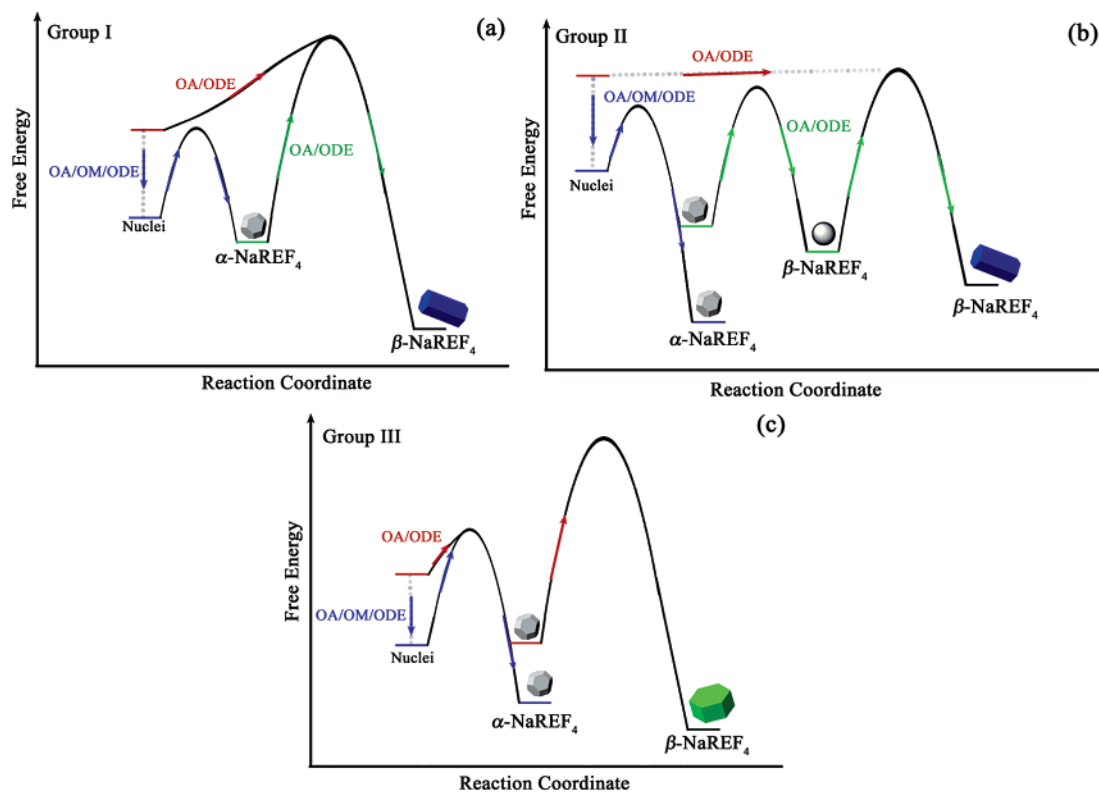 Group I
(a)
OA/ODE
OA/OM/ODE
OA/ODE
Nuclei
α-NaREF₄
β-NaREF₄
Free Energy
Reaction Coordinate
Group II
(b)
OA/ODE
OA/OM/ODE
OA/ODE
Nuclei
β-NaREF₄
β-NaREF₄
α-NaREF₄
Free Energy
Reaction Coordinate
Group III
(c)
OA/ODE
OA/OM/ODE
Nuclei
α-NaREF₄
β-NaREF₄
Free Energy
Reaction Coordinate